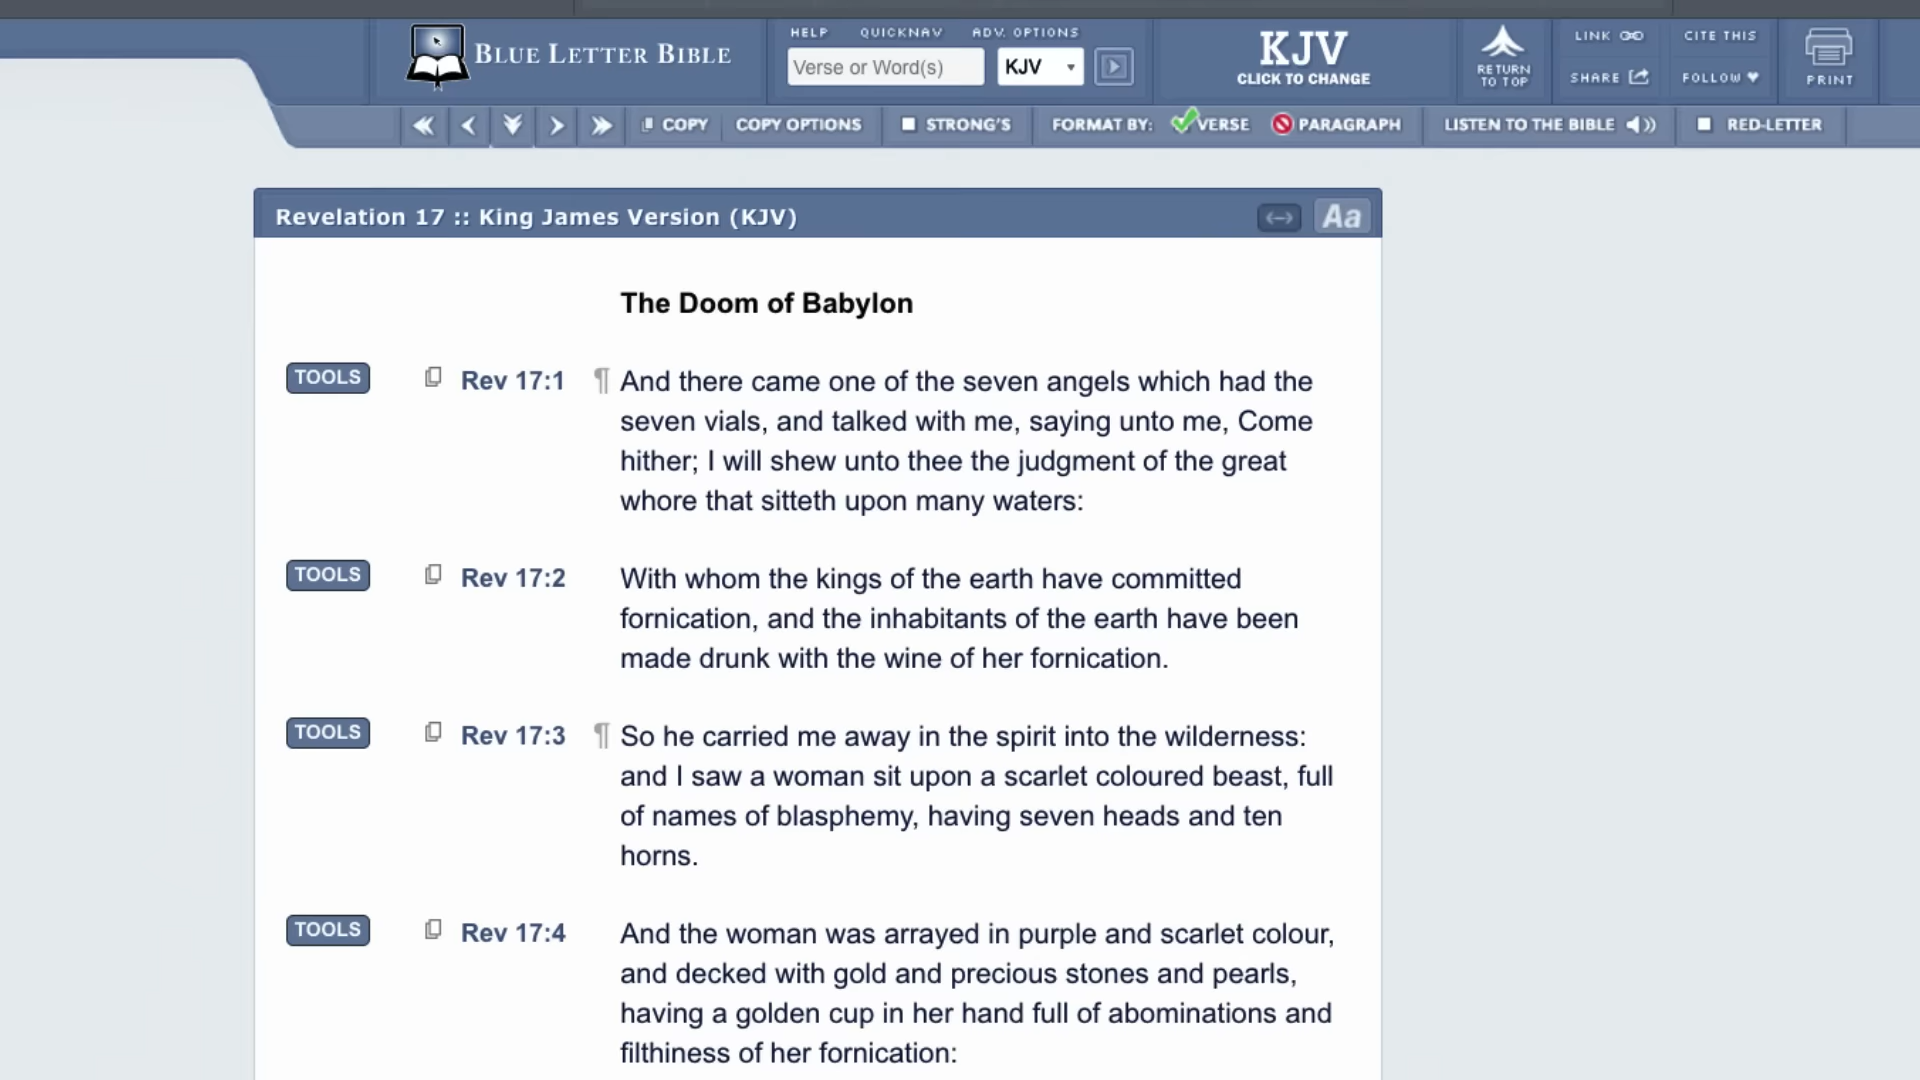 HELP QUICKNAV ADV. OPTIONS
BLUE LETTER BIBLE
Verse or Word(s) KJV
KJV
CLICK TO CHANGE
RETURN
TO TOP
LINK
SHARE
CITE THIS
FOLLOW
PRINT
COPY COPY OPTIONS STRONG'S FORMAT BY: VERSE PARAGRAPH LISTEN TO THE BIBLE RED-LETTER
Revelation 17 :: King James Version (KJV) Aa
The Doom of Babylon
TOOLS Rev 17:1 ¶ And there came one of the seven angels which had the
seven vials, and talked with me, saying unto me, Come
hither; I will shew unto thee the judgment of the great
whore that sitteth upon many waters:
TOOLS Rev 17:2 With whom the kings of the earth have committed
fornication, and the inhabitants of the earth have been
made drunk with the wine of her fornication.
TOOLS Rev 17:3 ¶ So he carried me away in the spirit into the wilderness:
and I saw a woman sit upon a scarlet coloured beast, full
of names of blasphemy, having seven heads and ten
horns.
TOOLS Rev 17:4 And the woman was arrayed in purple and scarlet colour,
and decked with gold and precious stones and pearls,
having a golden cup in her hand full of abominations and
filthiness of her fornication: